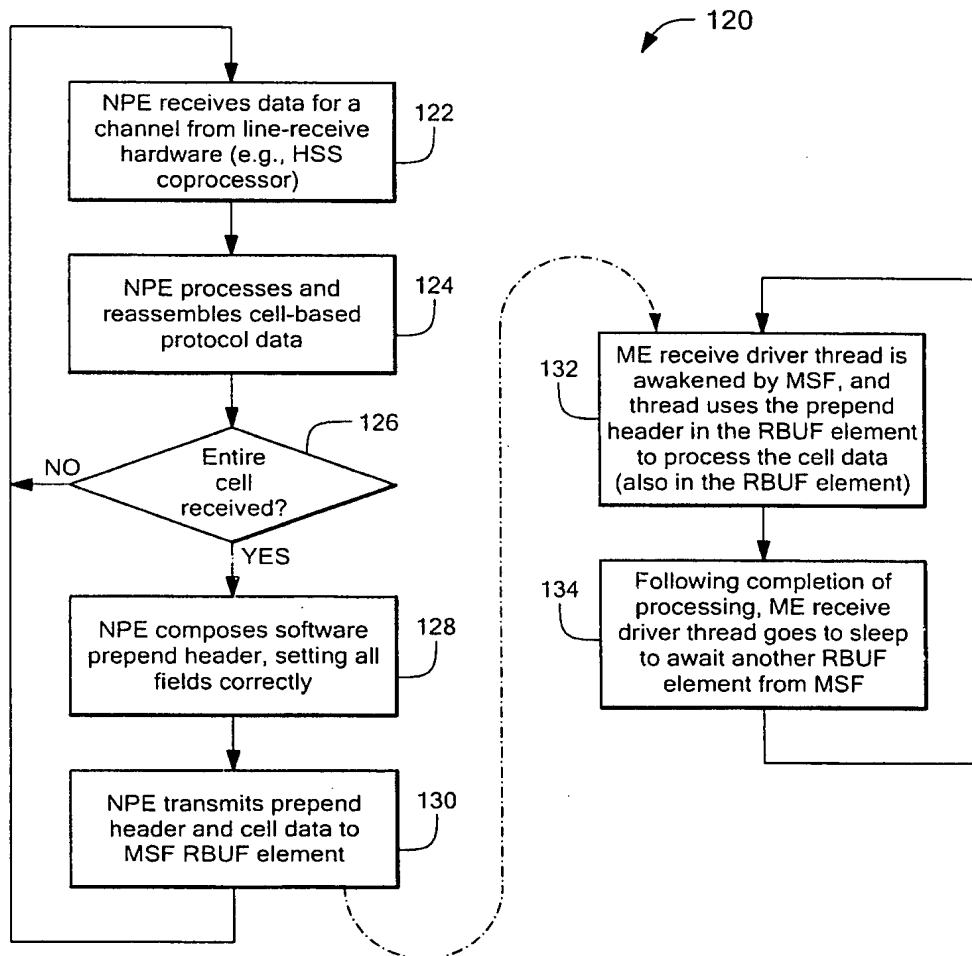 120
NPE receives data for a
channel from line-receive
hardware (e.g., HSS
coprocessor)
122
NPE processes and
reassembles cell-based
protocol data
124
Entire
cell
received?
126
NO
YES
NPE composes software
prepend header, setting all
fields correctly
128
NPE transmits prepend
header and cell data to
MSF RBUF element
130
132
ME receive driver thread is
awakened by MSF, and
thread uses the prepend
header in the RBUF element
to process the cell data
(also in the RBUF element)
134
Following completion of
processing, ME receive
driver thread goes to sleep
to await another RBUF
element from MSF